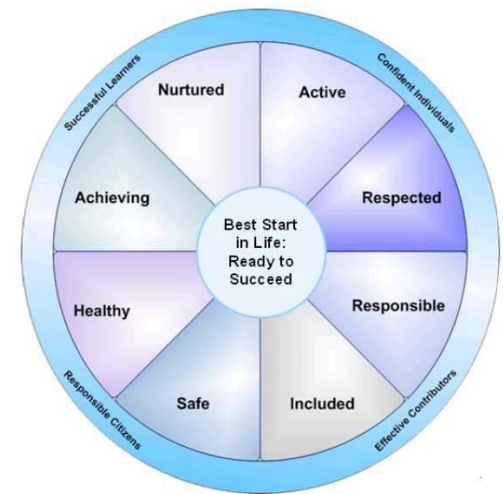 Successful Learners
Confident Individuals
Nurtured
Active
Achieving
Respected
Best Start
in Life:
Ready to
Succeed
Healthy
Responsible
Safe
Included
Responsible Citizens
Effective Contributors